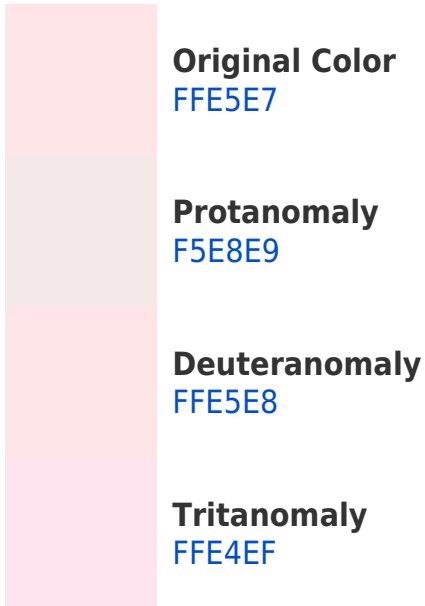 Original Color
FFE5E7
Protanomaly
F5E8E9
Deuteranomaly
FFE5E8
Tritanomaly
FFE4EF